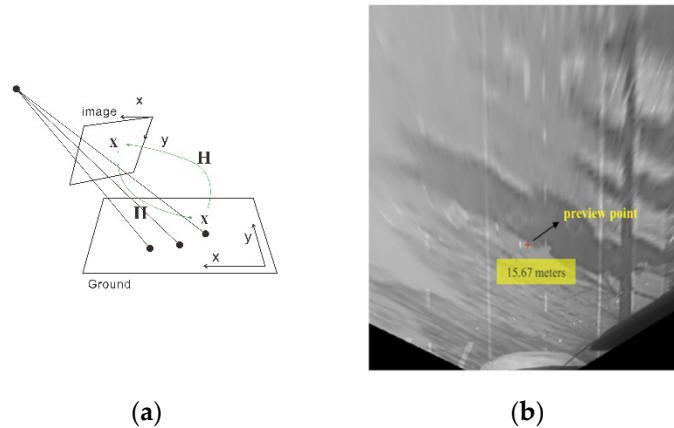 x
image
x
y
H
H
x
y
x
Ground
preview point
15.67 meters
(a)
(b)